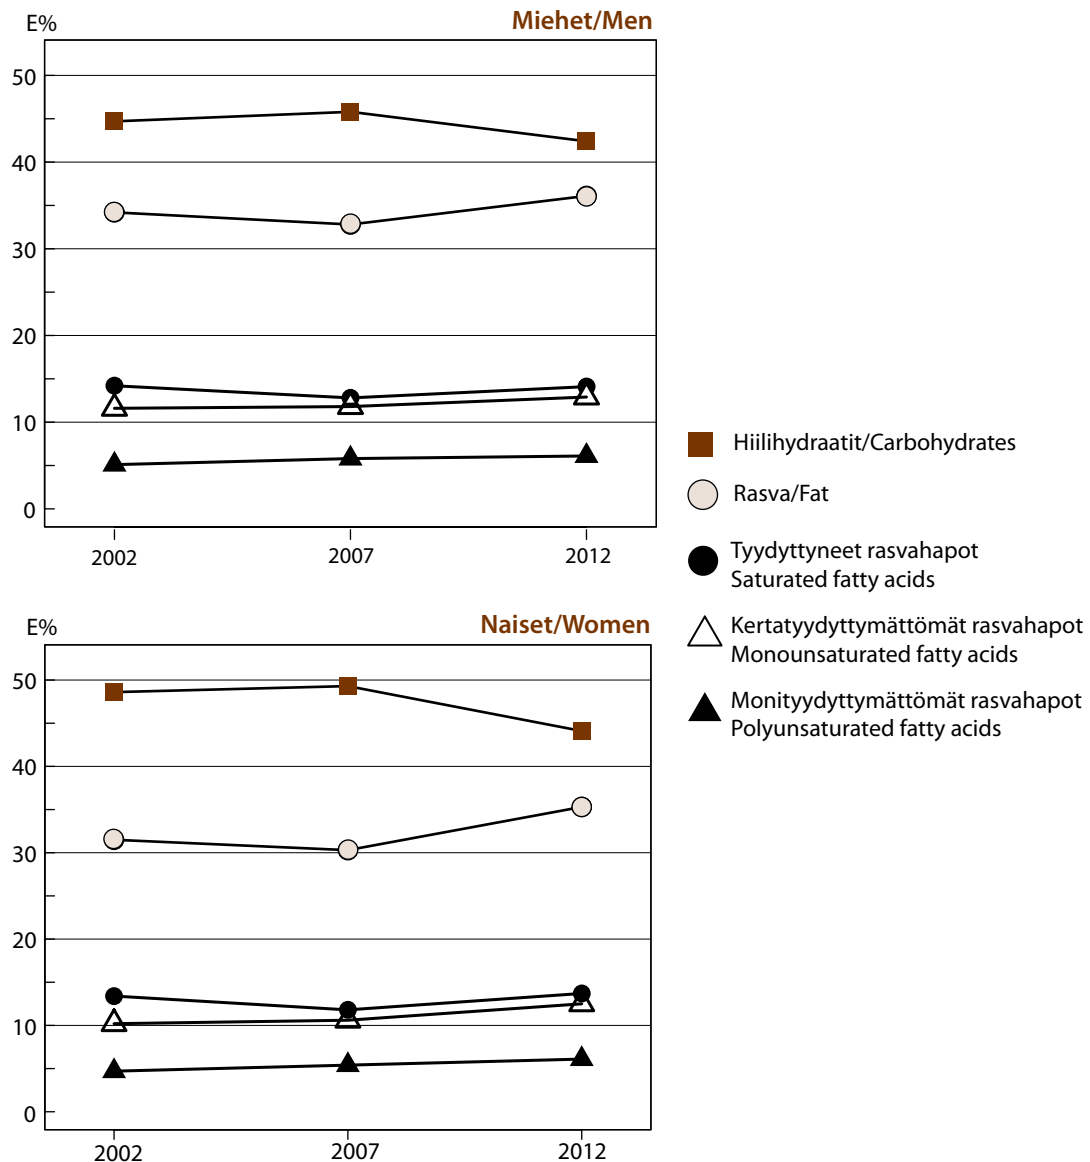 E%
Miehet/Men
50
40
30
20
10
0
2002
2007
2012
Hiilihydraatit/Carbohydrates
Rasva/Fat
Tyydyttyneet rasvahapot
Saturated fatty acids
Kertatyydyttymättömät rasvahapot
Monounsaturated fatty acids
Monityydyttymättömät rasvahapot
Polyunsaturated fatty acids
E%
Naiset/Women
50
40
30
20
10
0
2002
2007
2012